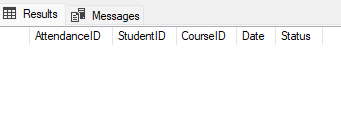 Results Messages
AttendanceID StudentID CourseID Date Status